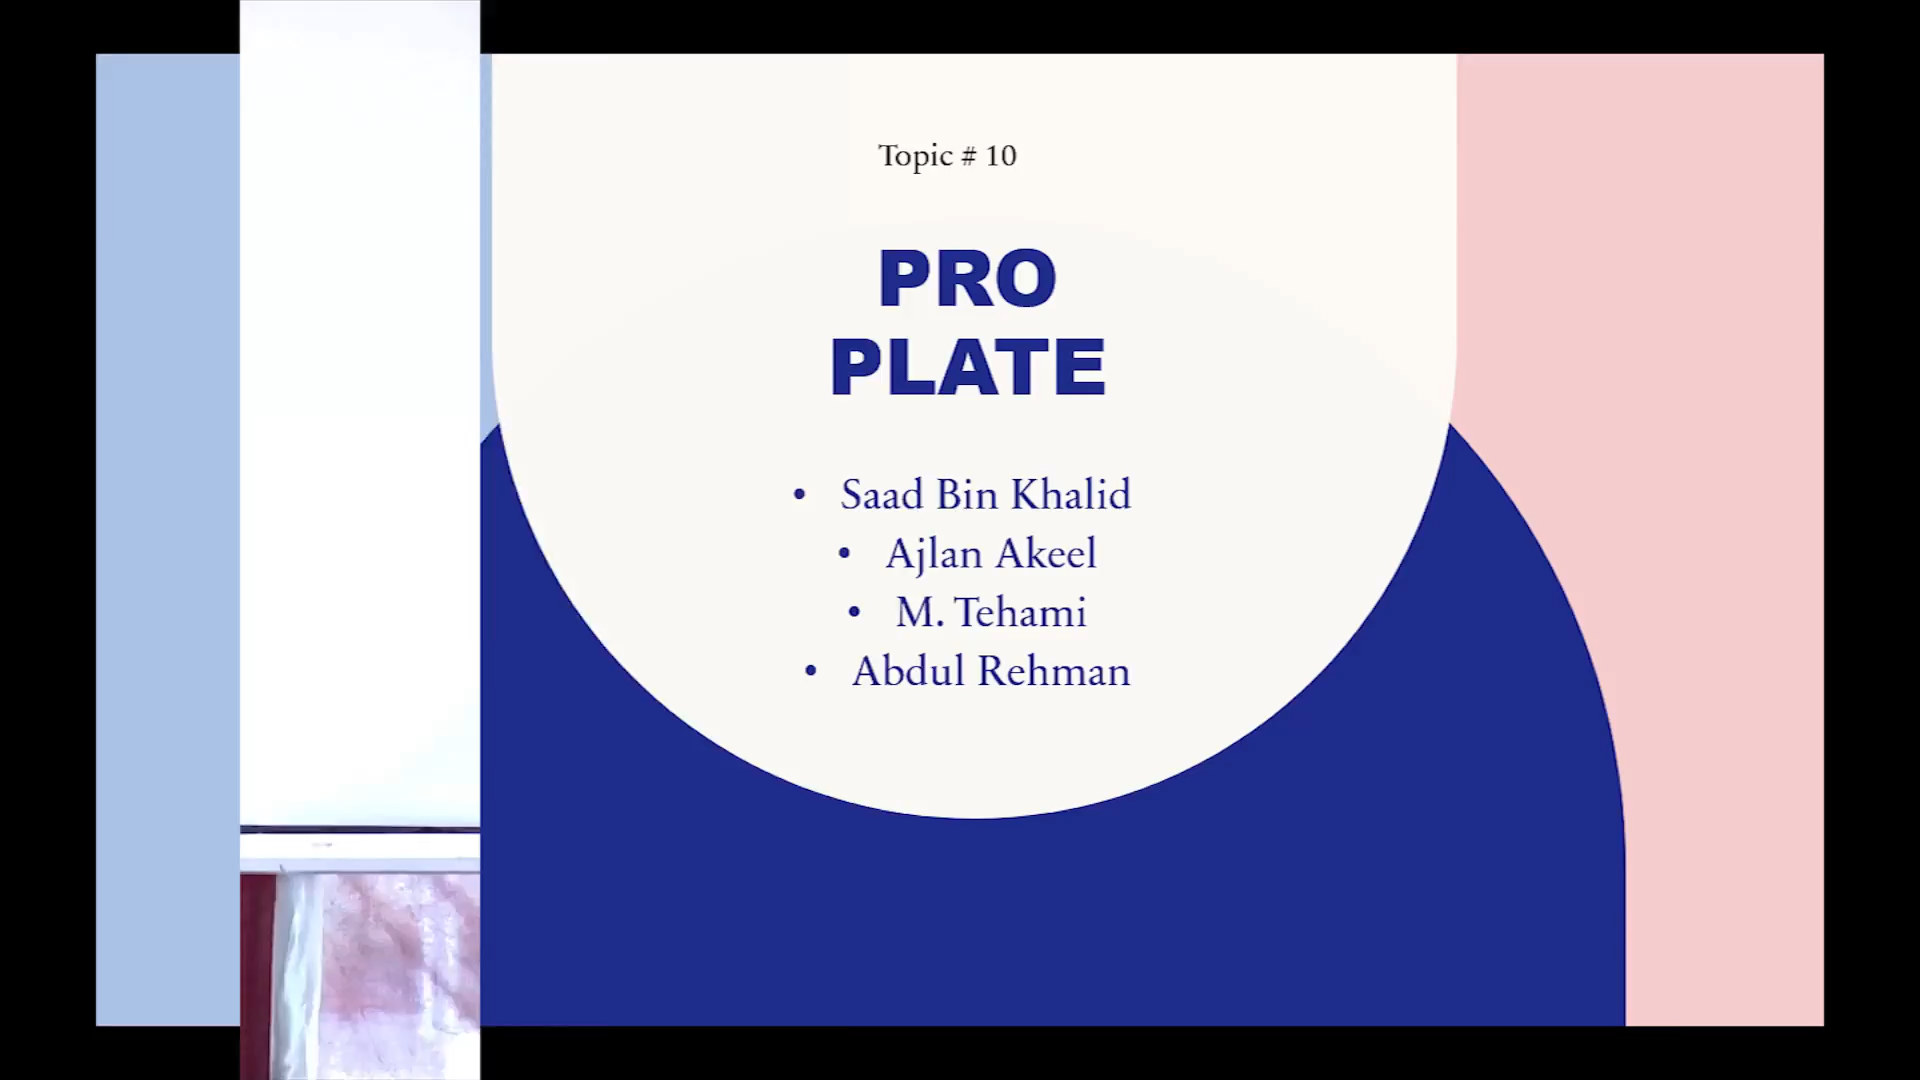 Topic # 10
PRO
PLATE
• Saad Bin Khalid
• Ajlan Akeel
• M. Tehami
• Abdul Rehman